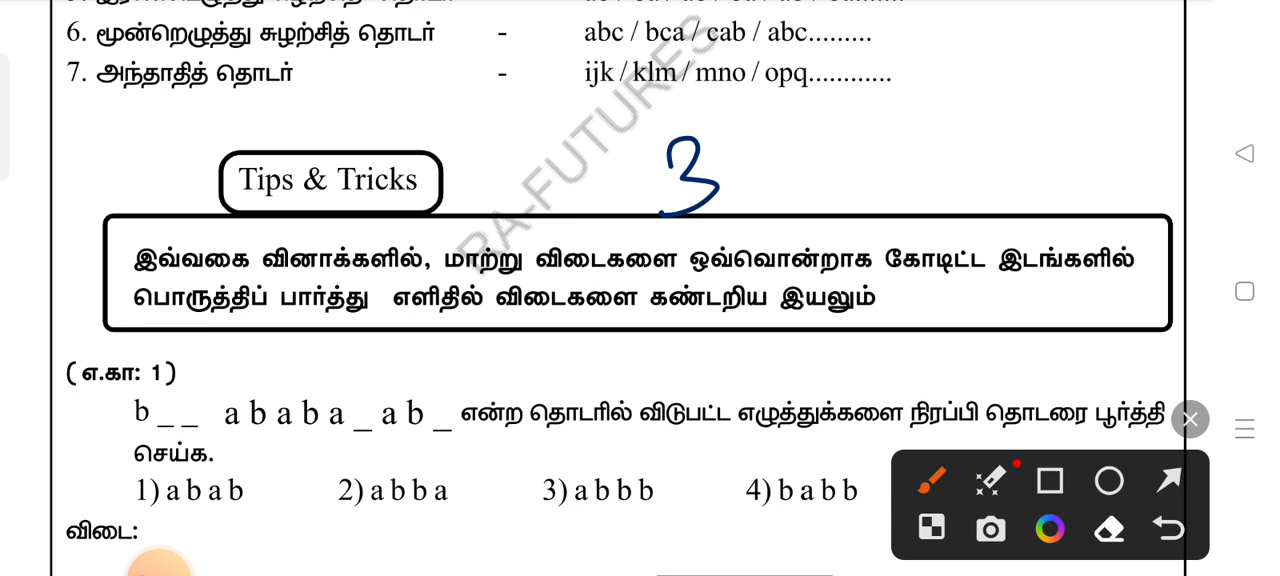 6. மூன்றெழுத்து சுழற்சித் தொடர் - abc / bca / cab / abc.........
7. அந்தாதித் தொடர் - ijk / klm / mno / opq............
3
Tips & Tricks
RA-FUTURES
இவ்வகை வினாக்களில், மாற்று விடைகளை ஒவ்வொன்றாக கோடிட்ட இடங்களில்
பொருத்திப் பார்த்து எளிதில் விடைகளை கண்டறிய இயலும்
( எ.கா: 1)
b _ _ a b a b a _ a b _ என்ற தொடரில் விடுபட்ட எழுத்துக்களை நிரப்பி தொடரை பூர்த்தி
செய்க.
1) a b a b 2) a b b a 3) a b b b 4) b a b b
விடை: